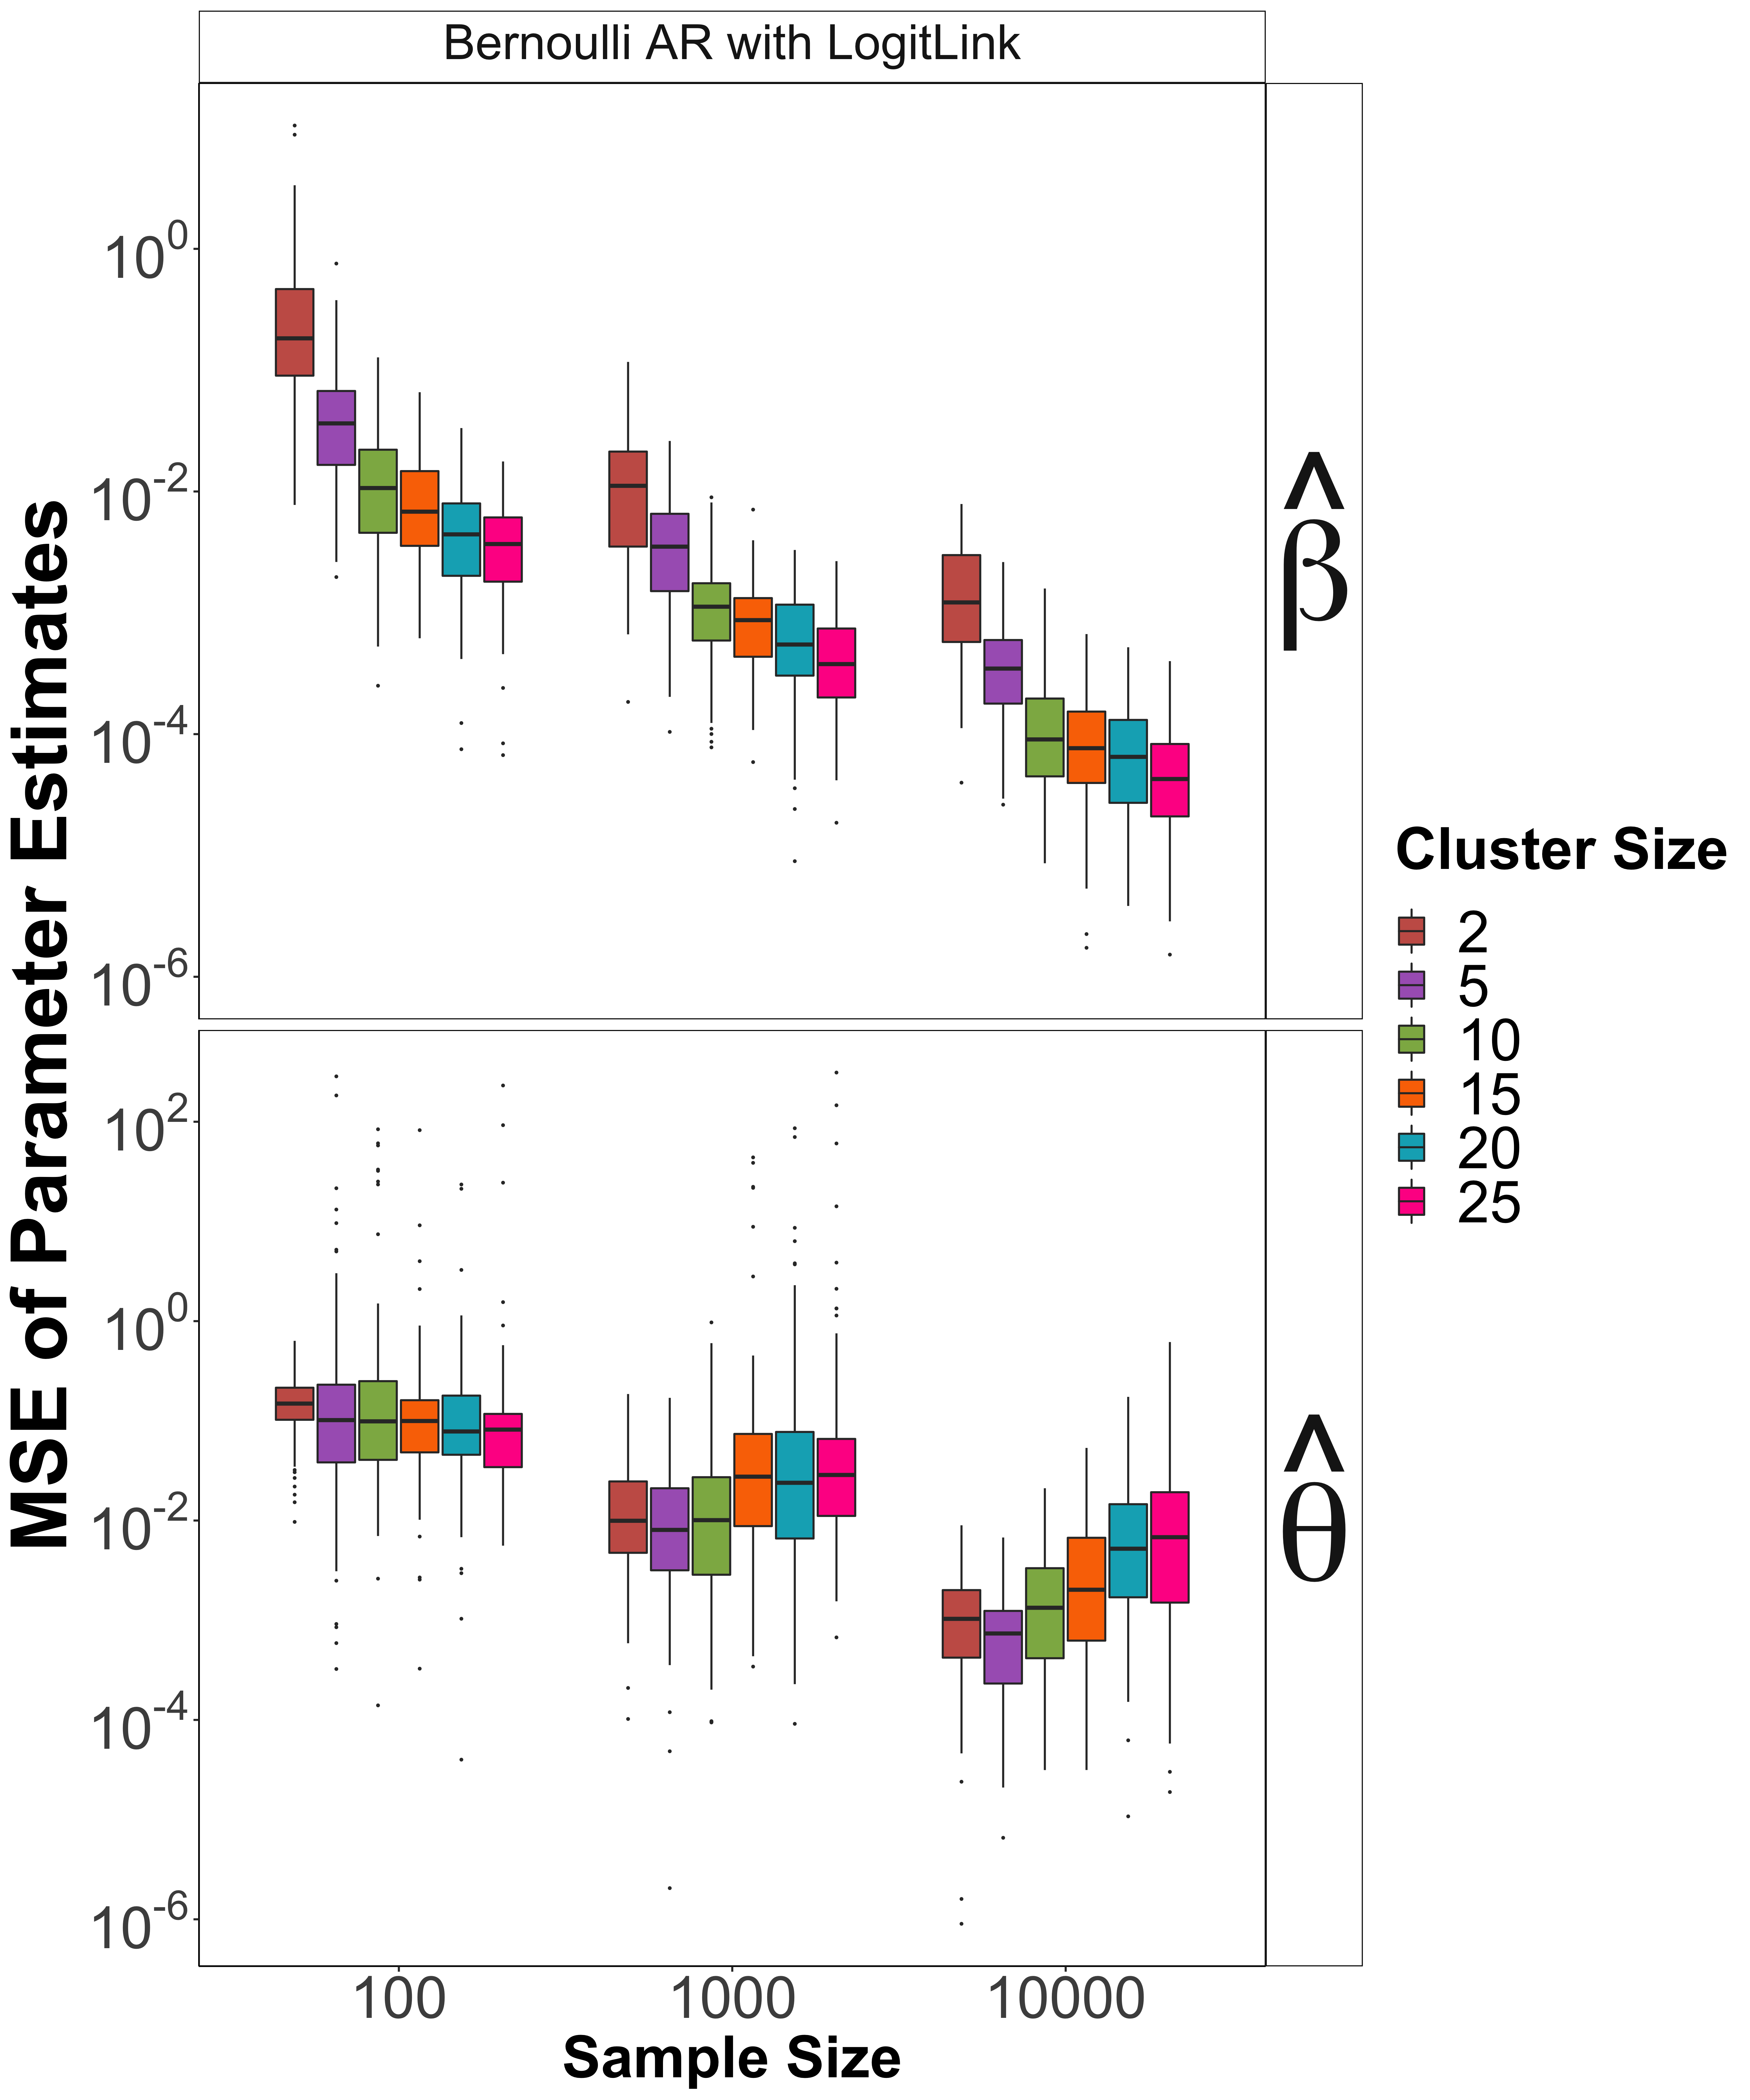 Bernoulli AR with LogitLink
MSE of Parameter Estimates
10^0
10^-2
10^-4
10^-6
β̂
10^2
10^0
10^-2
10^-4
10^-6
θ̂
100 1000 10000
Sample Size
Cluster Size
2
5
10
15
20
25